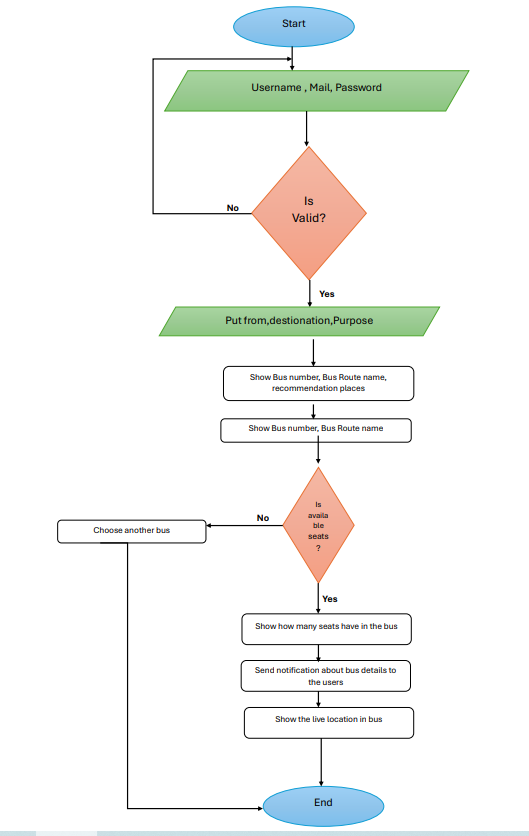 Start
Username , Mail, Password
Is
Valid?
No
Yes
Put from,destionation,Purpose
Show Bus number, Bus Route name,
recommendation places
Show Bus number, Bus Route name
Is
availa
ble
seats
?
No
Choose another bus
Yes
Show how many seats have in the bus
Send notification about bus details to
the users
Show the live location in bus
End